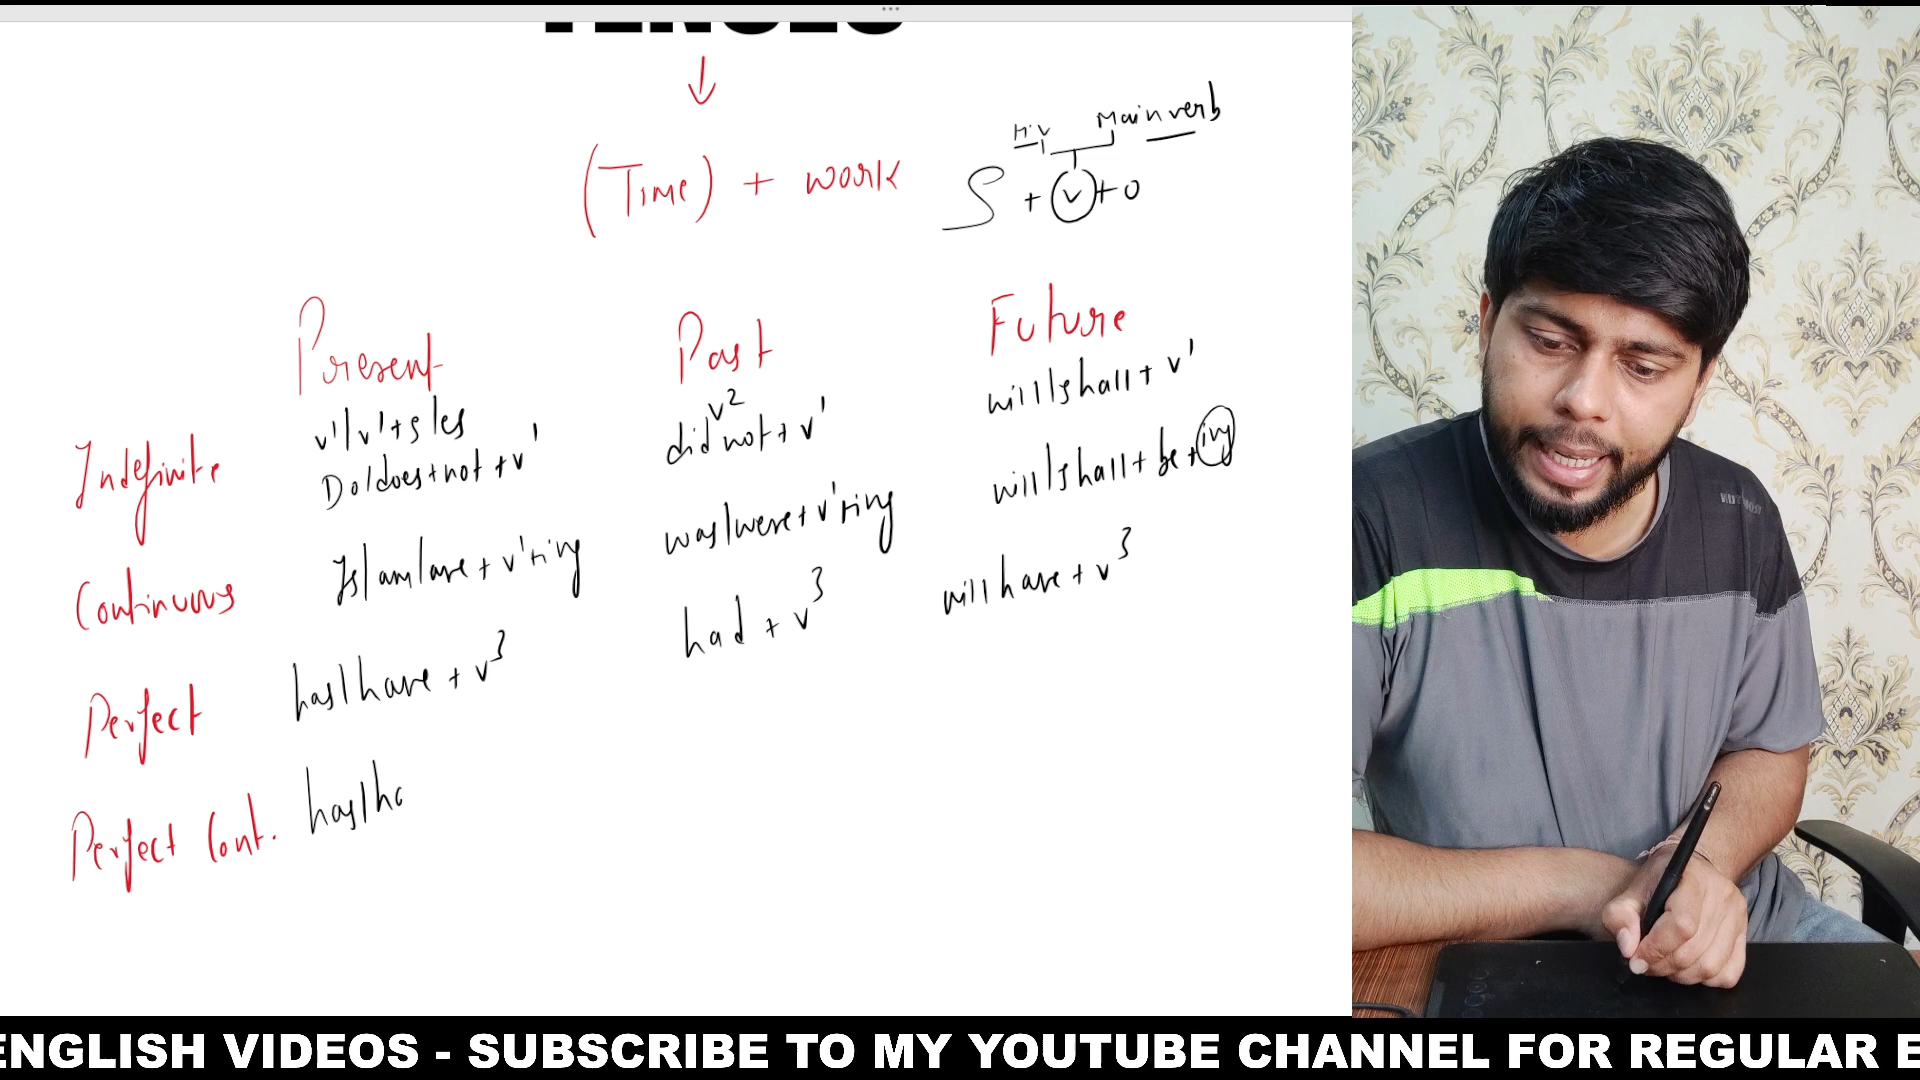 TENSES
(Time) + work
H.V Main verb
S + V + O
Present Past Future
Indefinite
v¹/v¹+s/es
Do/does+not+v¹
v²
did not + v¹
will/shall + v¹
Continuous
Is/am/are + v¹+ing
was/were + v¹+ing
will/shall + be + ing
Perfect
has/have + v³
had + v³
will have + v³
Perfect Cont. has/ha
ENGLISH VIDEOS - SUBSCRIBE TO MY YOUTUBE CHANNEL FOR REGULAR E